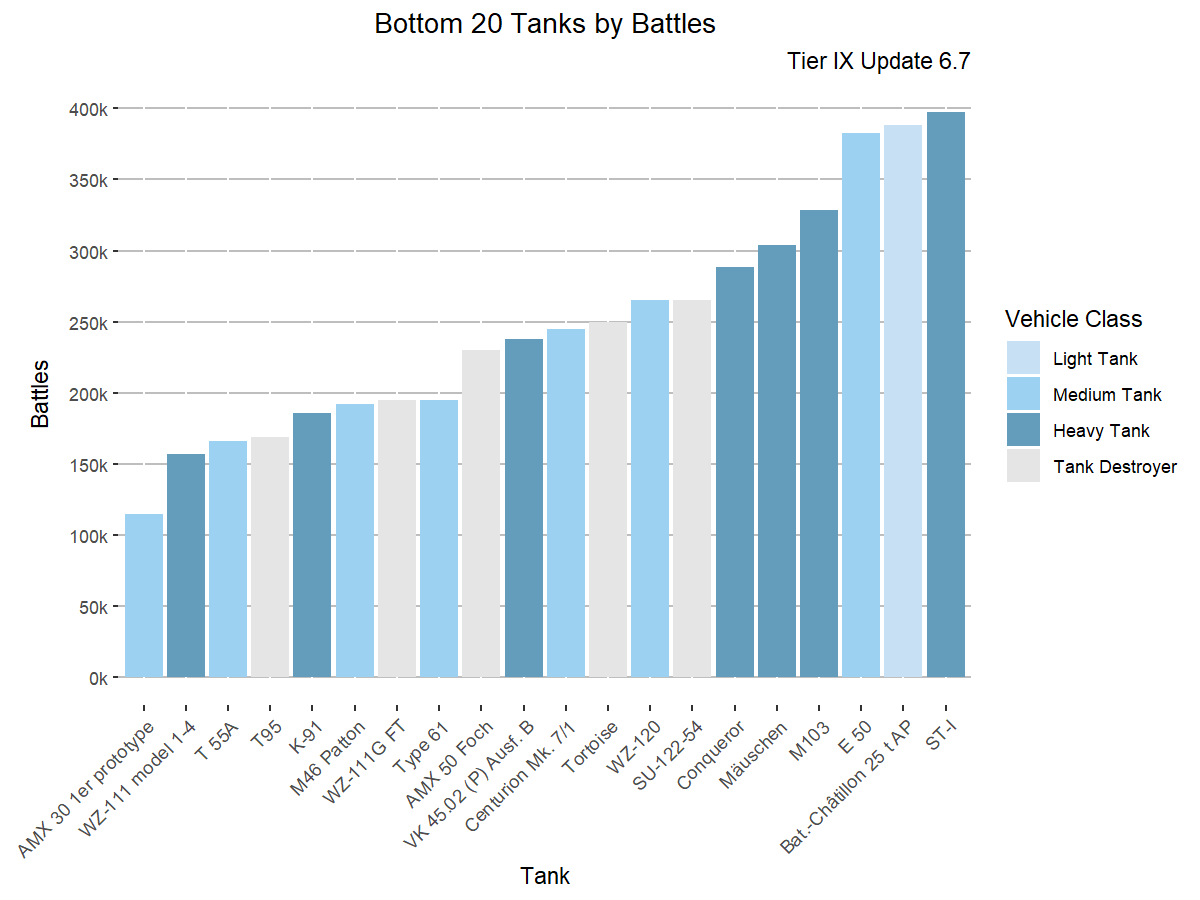 Bottom 20 Tanks by Battles
Tier IX Update 6.7
400k
350k
300k
250k
200k
150k
100k
50k
0k
Battles
AMX 30 1er prototype
WZ-111 model 1-4
T 55A
T95
K-91
M46 Patton
WZ-111G FT
Type 61
AMX 50 Foch
VK 45.02 (P) Ausf. B
Centurion Mk. 7/1
Tortoise
WZ-120
SU-122-54
Conqueror
Mäuschen
M103
E 50
Bat.-Châtillon 25 t AP
ST-I
Tank
Vehicle Class
Light Tank
Medium Tank
Heavy Tank
Tank Destroyer